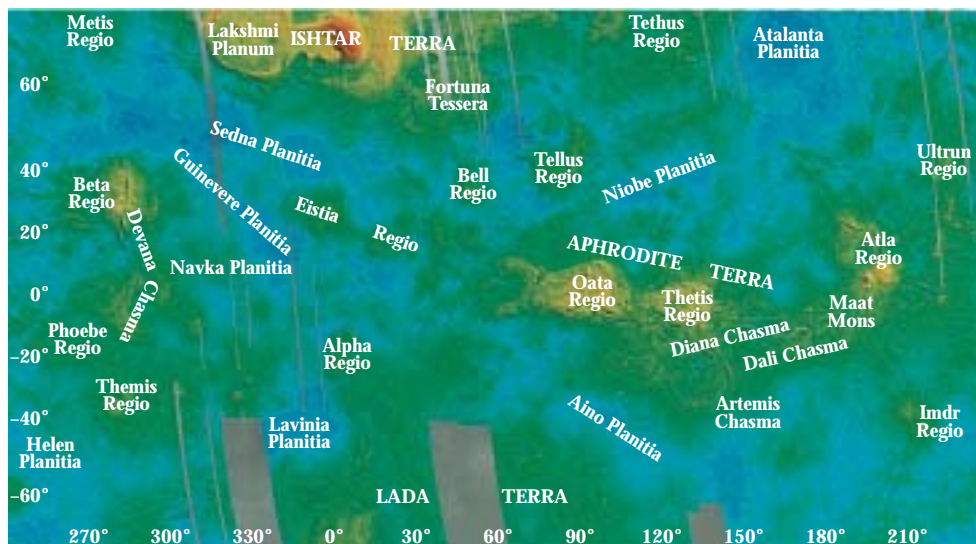 Metis
Regio
Lakshmi
Planum
ISHTAR
TERRA
Tethus
Regio
Atalanta
Planitia
60°
Fortuna
Tessera
Sedna Planitia
40°
Guinevere Planitia
Beta
Regio
Bell
Regio
Tellus
Regio
Niobe Planitia
Ultrun
Regio
Eistla
Regio
20°
Devana
Chasma
Navka Planitia
APHRODITE
TERRA
Atla
Regio
0°
Oata
Regio
Thetis
Regio
Maat
Mons
Phoebe
Regio
Diana Chasma
Dali Chasma
–20°
Alpha
Regio
Themis
Regio
–40°
Lavinia
Planitia
Aino Planitia
Artemis
Chasma
Imdr
Regio
Helen
Planitia
–60°
LADA
TERRA
270° 300° 330° 0° 30° 60° 90° 120° 150° 180° 210°